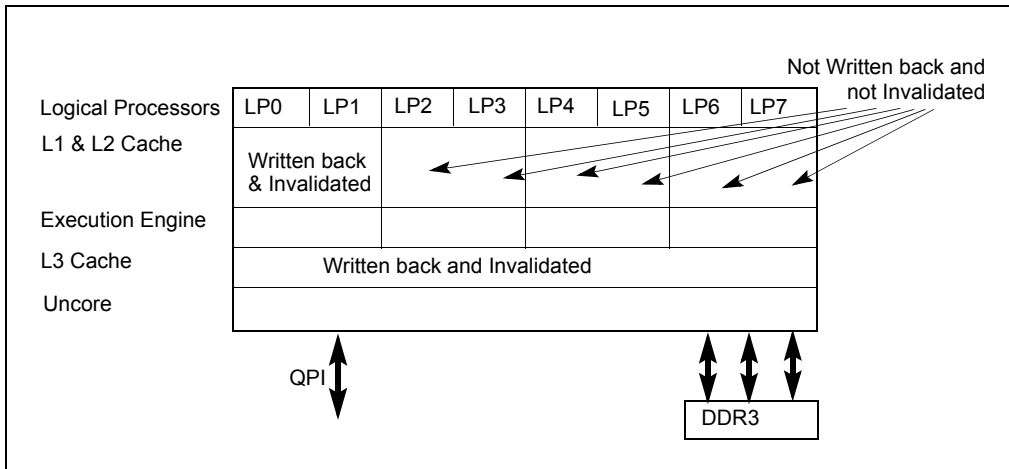 Not Written back and
not Invalidated
Logical Processors
LP0 LP1 LP2 LP3 LP4 LP5 LP6 LP7
L1 & L2 Cache
Written back
& Invalidated
Execution Engine
L3 Cache
Written back and Invalidated
Uncore
QPI
DDR3